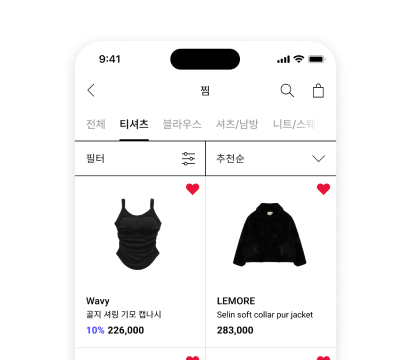 9:41
찜
전체 티셔츠 블라우스 셔츠/남방 니트/스웨
필터 추천순
Wavy
골지 셔링 기모 캡나시
10% 226,000
LEMORE
Selin soft collar pur jacket
283,000